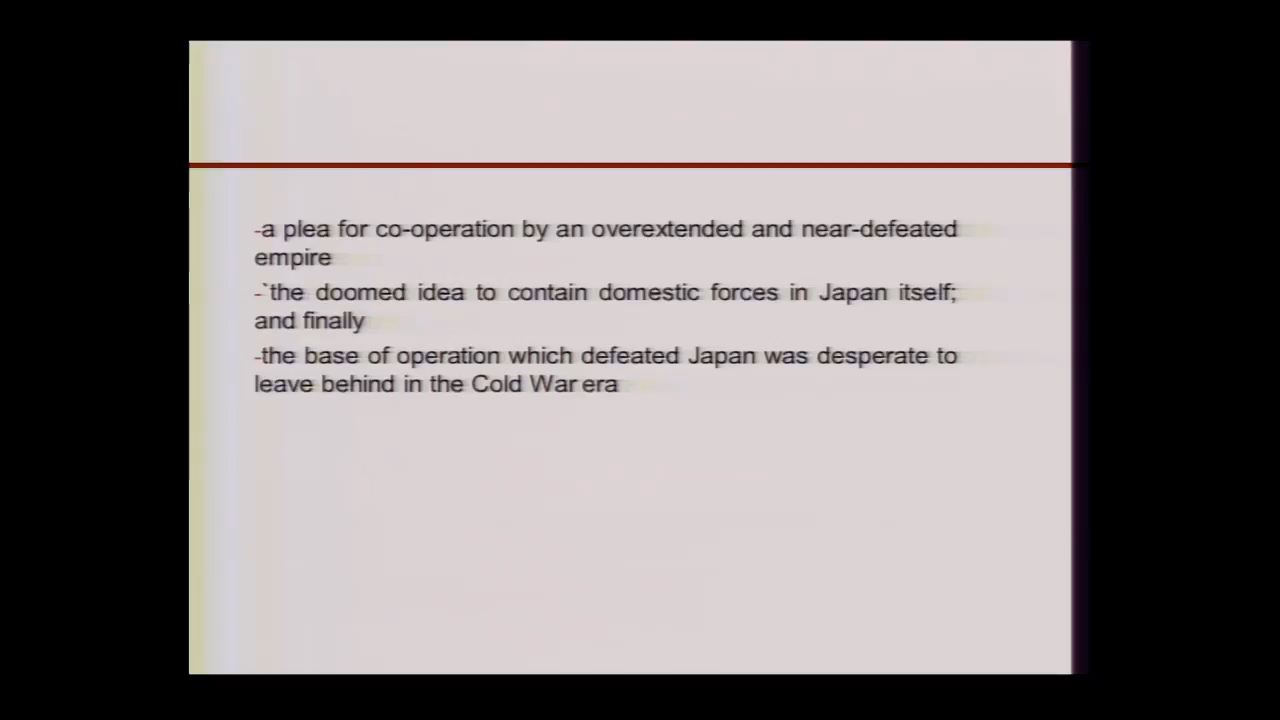 -a plea for co-operation by an overextended and near-defeated
empire
-`the doomed idea to contain domestic forces in Japan itself;
and finally
-the base of operation which defeated Japan was desperate to
leave behind in the Cold War era